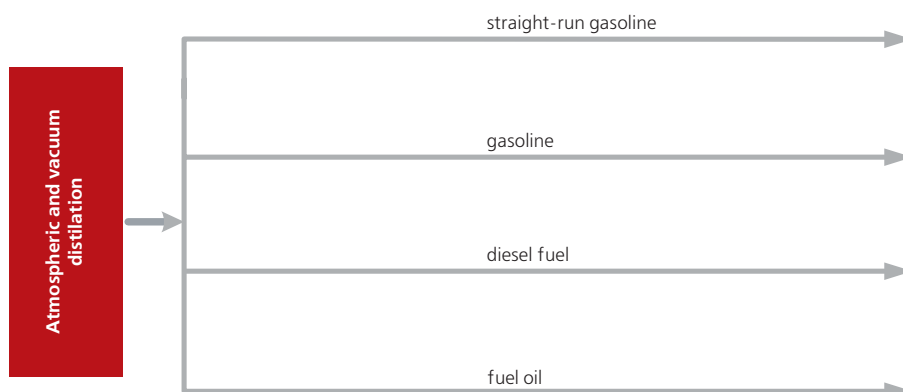 straight-run gasoline
Atmospheric and vacuum
distilation
gasoline
diesel fuel
fuel oil